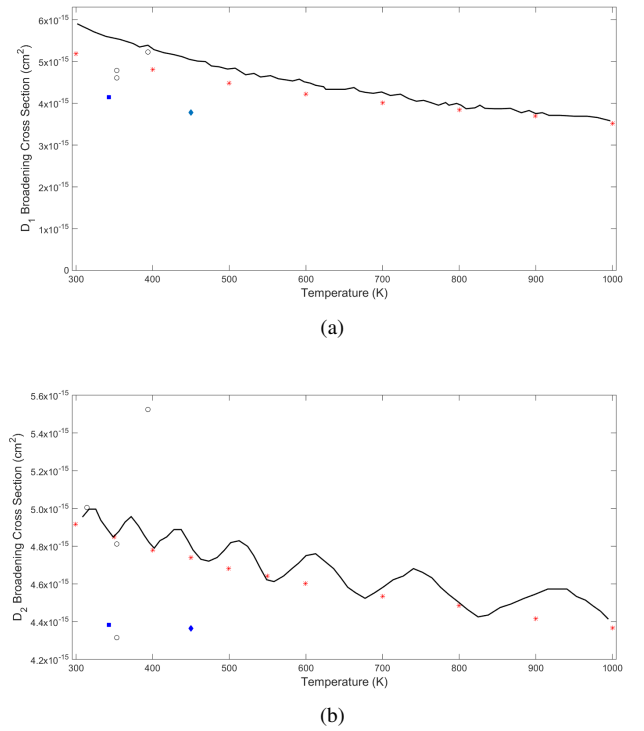 6x10⁻¹⁵
5x10⁻¹⁵
4x10⁻¹⁵
3x10⁻¹⁵
2x10⁻¹⁵
1x10⁻¹⁵
0
D₁ Broadening Cross Section (cm²)
300 400 500 600 700 800 900 1000
Temperature (K)
(a)
5.6x10⁻¹⁵
5.4x10⁻¹⁵
5.2x10⁻¹⁵
5.0x10⁻¹⁵
4.8x10⁻¹⁵
4.6x10⁻¹⁵
4.4x10⁻¹⁵
4.2x10⁻¹⁵
D₂ Broadening Cross Section (cm²)
300 400 500 600 700 800 900 1000
Temperature (K)
(b)